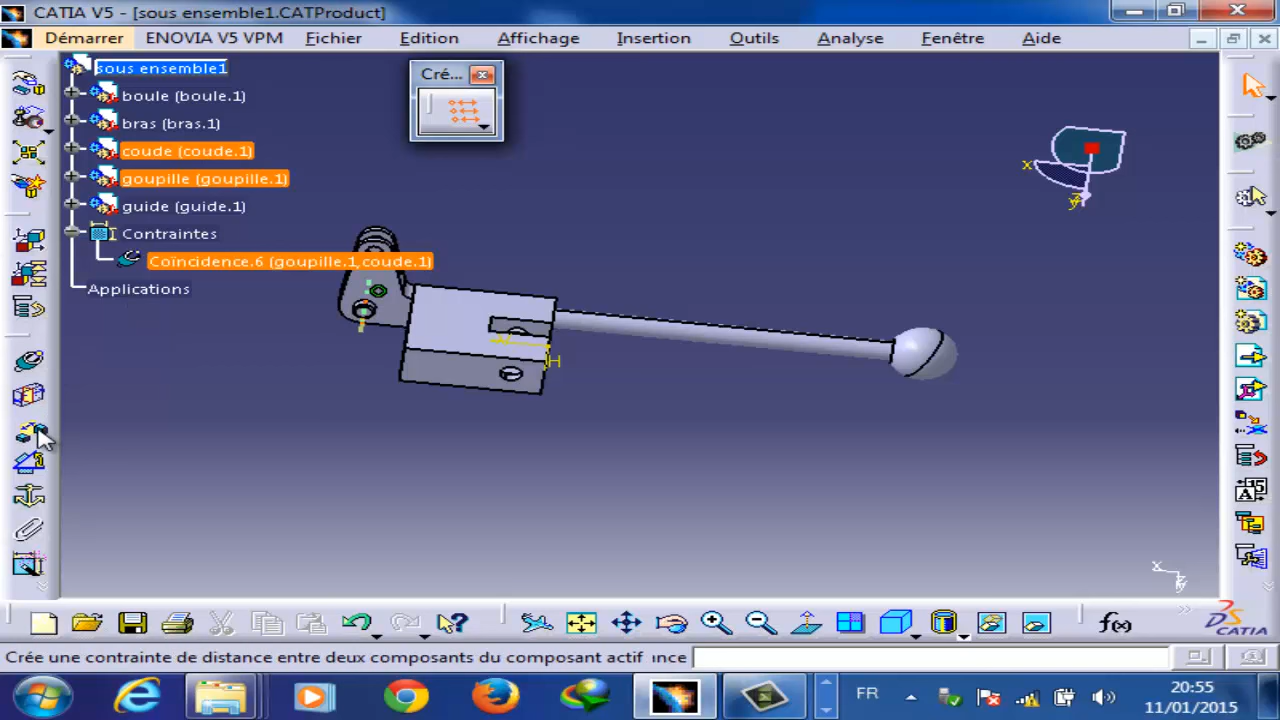 CATIA V5 - [sous ensemble1.CATProduct]
Démarrer ENOVIA V5 VPM Fichier Edition Affichage Insertion Outils Analyse Fenêtre Aide
sous ensemble1
Cré...
boule (boule.1)
bras (bras.1)
coude (coude.1)
goupille (goupille.1)
guide (guide.1)
Contraintes
Coïncidence.6 (goupille.1,coude.1)
Applications
x
y
H
x
y
15
A
f(x)
CATIA
Crée une contrainte de distance entre deux composants du composant actif ınce
FR
20:55
11/01/2015